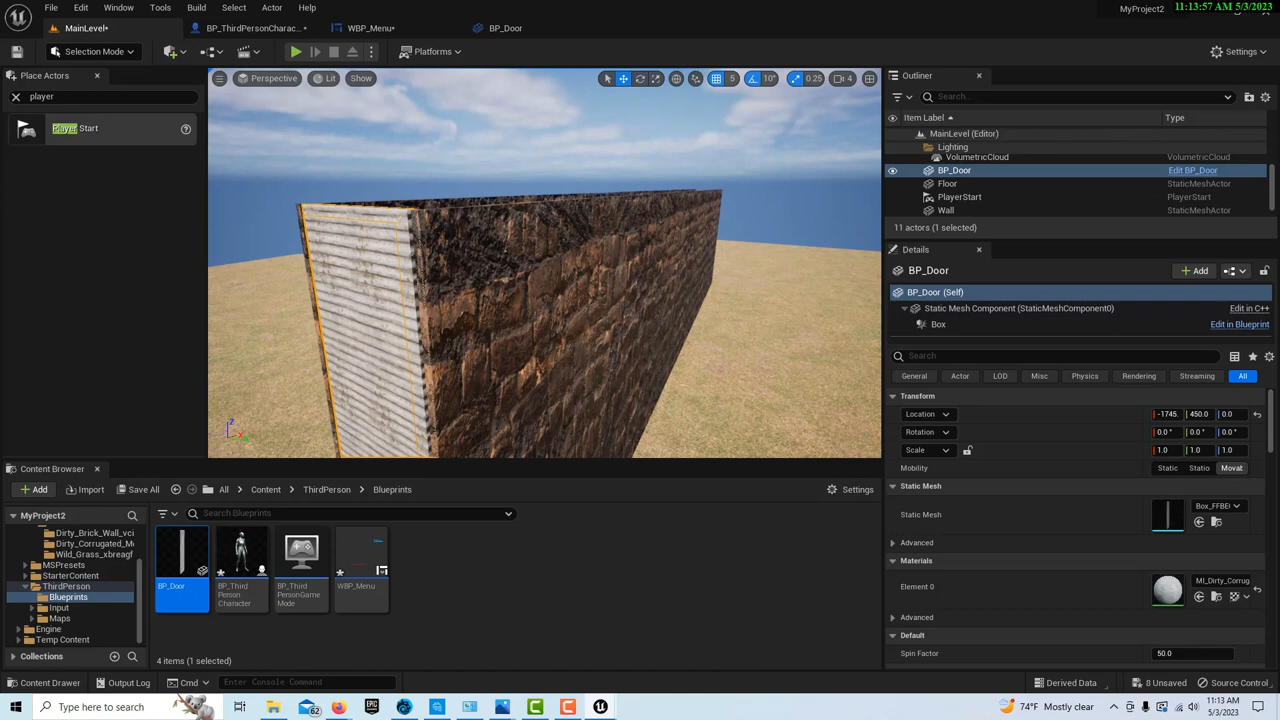 File Edit Window Tools Build Select Actor Help
MyProject2 11:13:57 AM 5/3/2023
MainLevel* BP_ThirdPersonCharac...* WBP_Menu* BP_Door
Selection Mode Platforms Settings
Place Actors
player
Player Start
Perspective Lit Show
5 10° 0.25 4
Outliner
Search...
Item Label Type
MainLevel (Editor)
Lighting
VolumetricCloud VolumetricCloud
BP_Door Edit BP_Door
Floor StaticMeshActor
PlayerStart PlayerStart
Wall StaticMeshActor
11 actors (1 selected)
Details
BP_Door
Add
BP_Door (Self)
Static Mesh Component (StaticMeshComponent0) Edit in C++
Box Edit in Blueprint
Search
General Actor LOD Misc Physics Rendering Streaming All
Transform
Location -1745. 450.0 0.0
Rotation 0.0 ° 0.0 ° 0.0 °
Scale 1.0 1.0 1.0
Mobility Static Statio Movat
Static Mesh
Static Mesh Box_FFBE
Advanced
Materials
Element 0 MI_Dirty_Corrug
Advanced
Default
Spin Factor 50.0
Content Browser
Add Import Save All All Content ThirdPerson Blueprints Settings
MyProject2
Search Blueprints
Dirty_Brick_Wall_vci
Dirty_Corrugated_M
Wild_Grass_xbreagf
MSPresets
StarterContent
ThirdPerson
Blueprints
Input
Maps
Engine
Temp Content
Collections
BP_Door
BP_Third
Person
Character
BP_Third
PersonGame
Mode
WBP_Menu
4 items (1 selected)
Content Drawer Output Log Cmd Enter Console Command Derived Data 8 Unsaved Source Control
Type here to search
62
EPIC
74°F Mostly clear
11:13 AM
5/3/2023